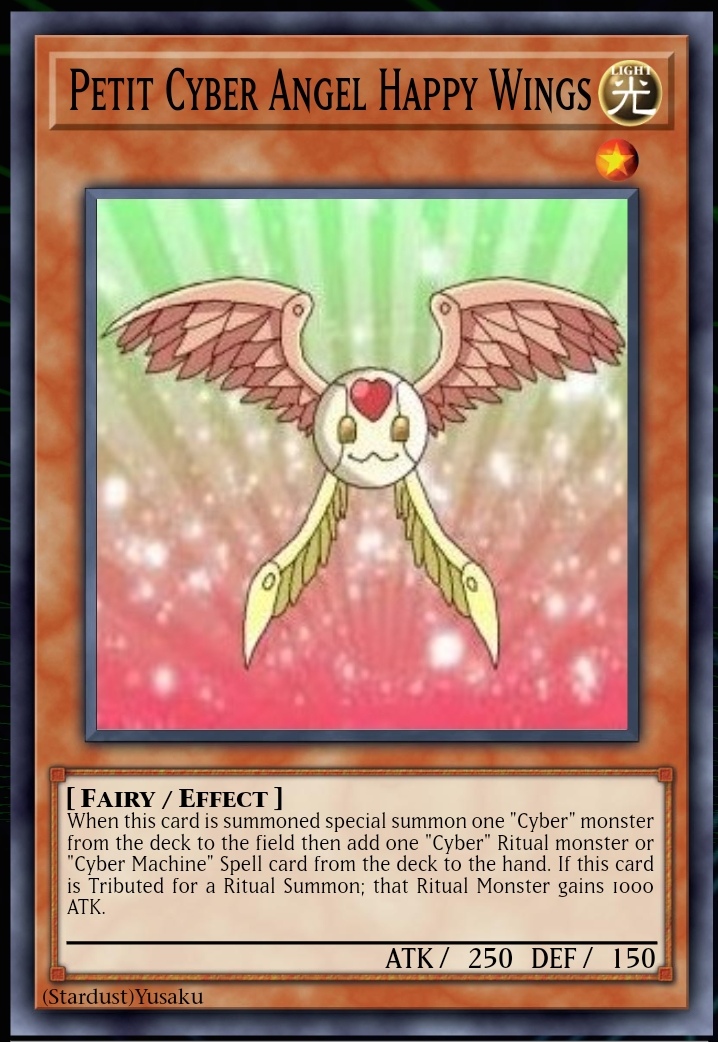 Petit Cyber Angel Happy Wings
LIGHT
光
[ Fairy / Effect ]
When this card is summoned special summon one "Cyber" monster
from the deck to the field then add one "Cyber" Ritual monster or
"Cyber Machine" Spell card from the deck to the hand. If this card
is Tributed for a Ritual Summon; that Ritual Monster gains 1000
ATK.
ATK / 250 DEF / 150
(Stardust)Yusaku